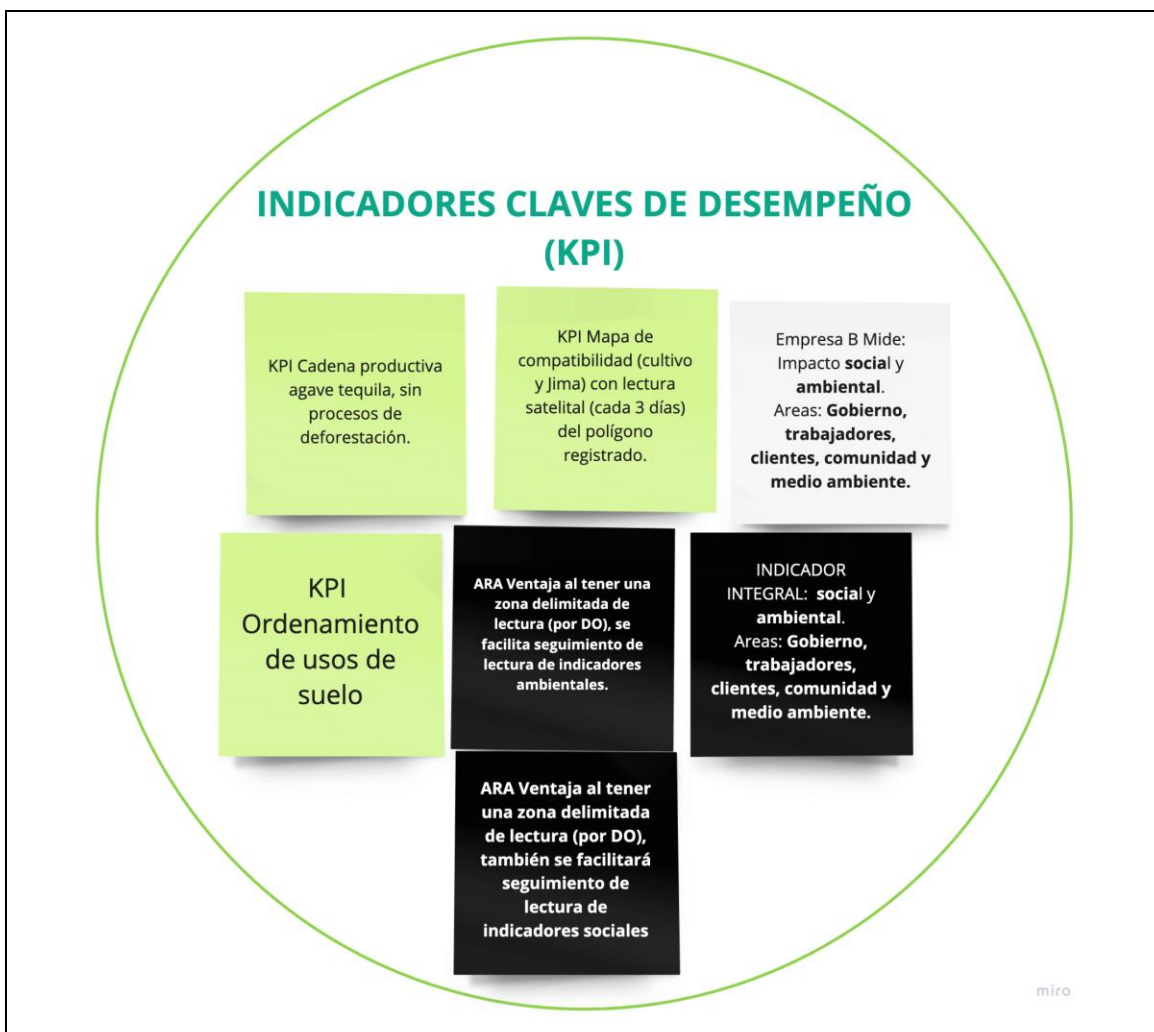 INDICADORES CLAVES DE DESEMPEÑO
(KPI)
KPI Cadena productiva
agave tequila, sin
procesos de
deforestación.
KPI Mapa de
compatibilidad (cultivo
y Jima) con lectura
satelital (cada 3 días)
del polígono
registrado.
Empresa B Mide:
Impacto social y
ambiental.
Areas: Gobierno,
trabajadores,
clientes, comunidad y
medio ambiente.
KPI
Ordenamiento
de usos de
suelo
ARA Ventaja al tener una
zona delimitada de
lectura (por DO), se
facilita seguimiento de
lectura de indicadores
ambientales.
INDICADOR
INTEGRAL: social y
ambiental.
Areas: Gobierno,
trabajadores,
clientes, comunidad y
medio ambiente.
ARA Ventaja al tener
una zona delimitada
de lectura (por DO),
también se facilitará
seguimiento de
lectura de
indicadores sociales
miro